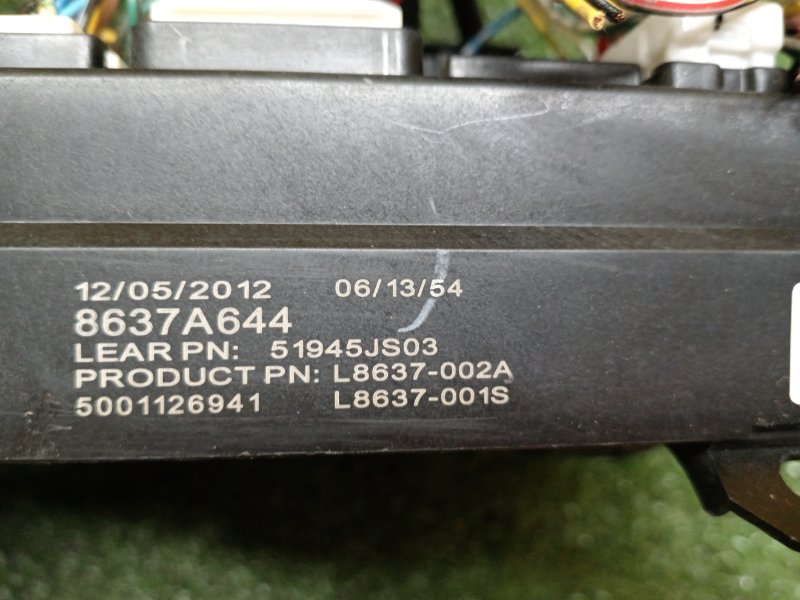 12/05/2012 06/13/54
8637A644
LEAR PN: 51945JS03
PRODUCT PN: L8637-002A
5001126941 L8637-001S